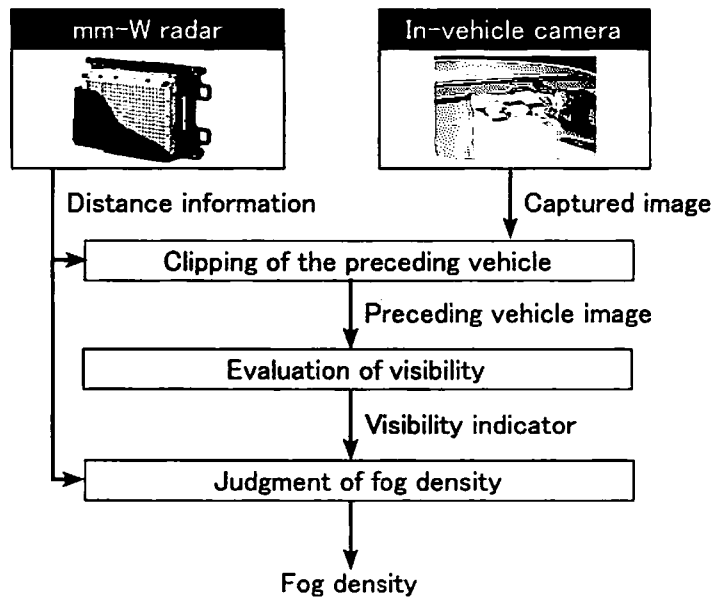 mm-W radar
In-vehicle camera
Distance information
Captured image
Clipping of the preceding vehicle
Preceding vehicle image
Evaluation of visibility
Visibility indicator
Judgment of fog density
Fog density